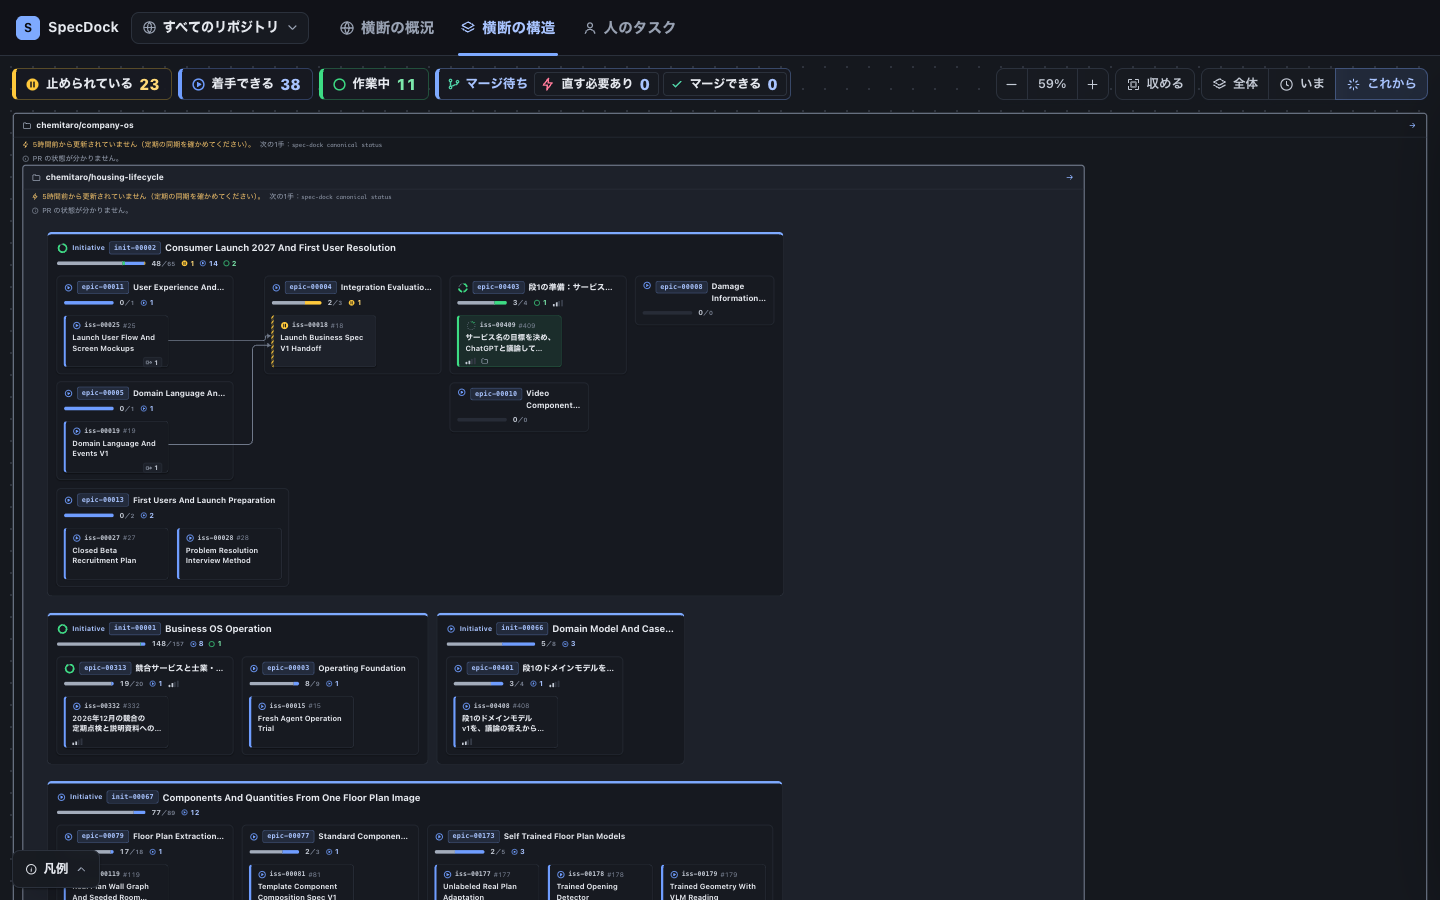 S SpecDock すべてのリポジトリ 横断の概況 横断の構造 人のタスク
止められている 23 着手できる 38 作業中 11 マージ待ち 直す必要あり 0 マージできる 0 59% 収める 全体 いま これから
chemitaro/company-os
5時間前から更新されていません（定期の同期を確かめてください）。 次の1手：spec-dock canonical status
PR の状態が分かりません。
chemitaro/housing-lifecycle
5時間前から更新されていません（定期の同期を確かめてください）。 次の1手：spec-dock canonical status
PR の状態が分かりません。
Initiative init-00002 Consumer Launch 2027 And First User Resolution
48/65 1 14 2
epic-00011 User Experience And...
0/1 1
iss-00025 #25
Launch User Flow And
Screen Mockups
1
epic-00004 Integration Evaluatio...
2/3 1
iss-00018 #18
Launch Business Spec
V1 Handoff
epic-00403 段1の準備：サービス...
3/4 1
iss-00409 #409
サービス名の目標を決め、
ChatGPTと議論して...
epic-00008 Damage
Information...
0/0
epic-00005 Domain Language An...
0/1 1
iss-00019 #19
Domain Language And
Events V1
1
epic-00010 Video
Component...
0/0
epic-00013 First Users And Launch Preparation
0/2 2
iss-00027 #27
Closed Beta
Recruitment Plan
iss-00028 #28
Problem Resolution
Interview Method
Initiative init-00001 Business OS Operation
148/157 8 1
epic-00313 競合サービスと士業・...
19/20 1
iss-00332 #332
2026年12月の競合の
定期点検と説明資料への...
epic-00003 Operating Foundation
8/9 1
iss-00015 #15
Fresh Agent Operation
Trial
Initiative init-00066 Domain Model And Case...
5/8 3
epic-00401 段1のドメインモデルを...
3/4 1
iss-00408 #408
段1のドメインモデル
v1を、議論の答えから...
Initiative init-00067 Components And Quantities From One Floor Plan Image
77/89 12
epic-00079 Floor Plan Extraction...
17/18 1
00119 #119
Plan Wall Graph
And Seeded Room...
epic-00077 Standard Componen...
2/3 1
iss-00081 #81
Template Component
Composition Spec V1
epic-00173 Self Trained Floor Plan Models
2/5 3
iss-00177 #177
Unlabeled Real Plan
Adaptation
iss-00178 #178
Trained Opening
Detector
iss-00179 #179
Trained Geometry With
VLM Reading
凡例